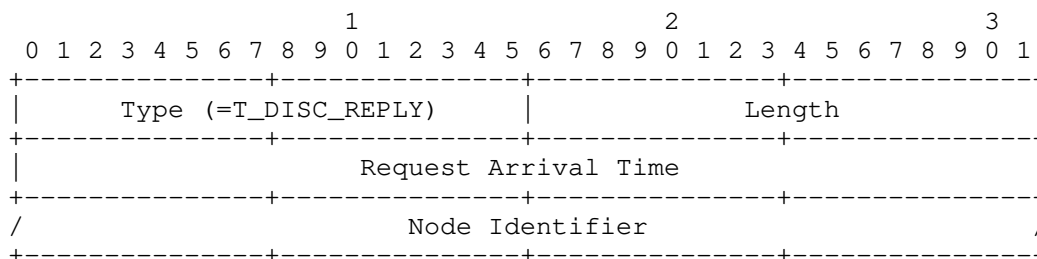 1                   2                   3
 0 1 2 3 4 5 6 7 8 9 0 1 2 3 4 5 6 7 8 9 0 1 2 3 4 5 6 7 8 9 0 1
+---------------+---------------+---------------+---------------
|      Type (=T_DISC_REPLY)     |             Length
+---------------+---------------+---------------+---------------
|                     Request Arrival Time
+---------------+---------------+---------------+---------------
/                        Node Identifier                       /
+---------------+---------------+---------------+---------------